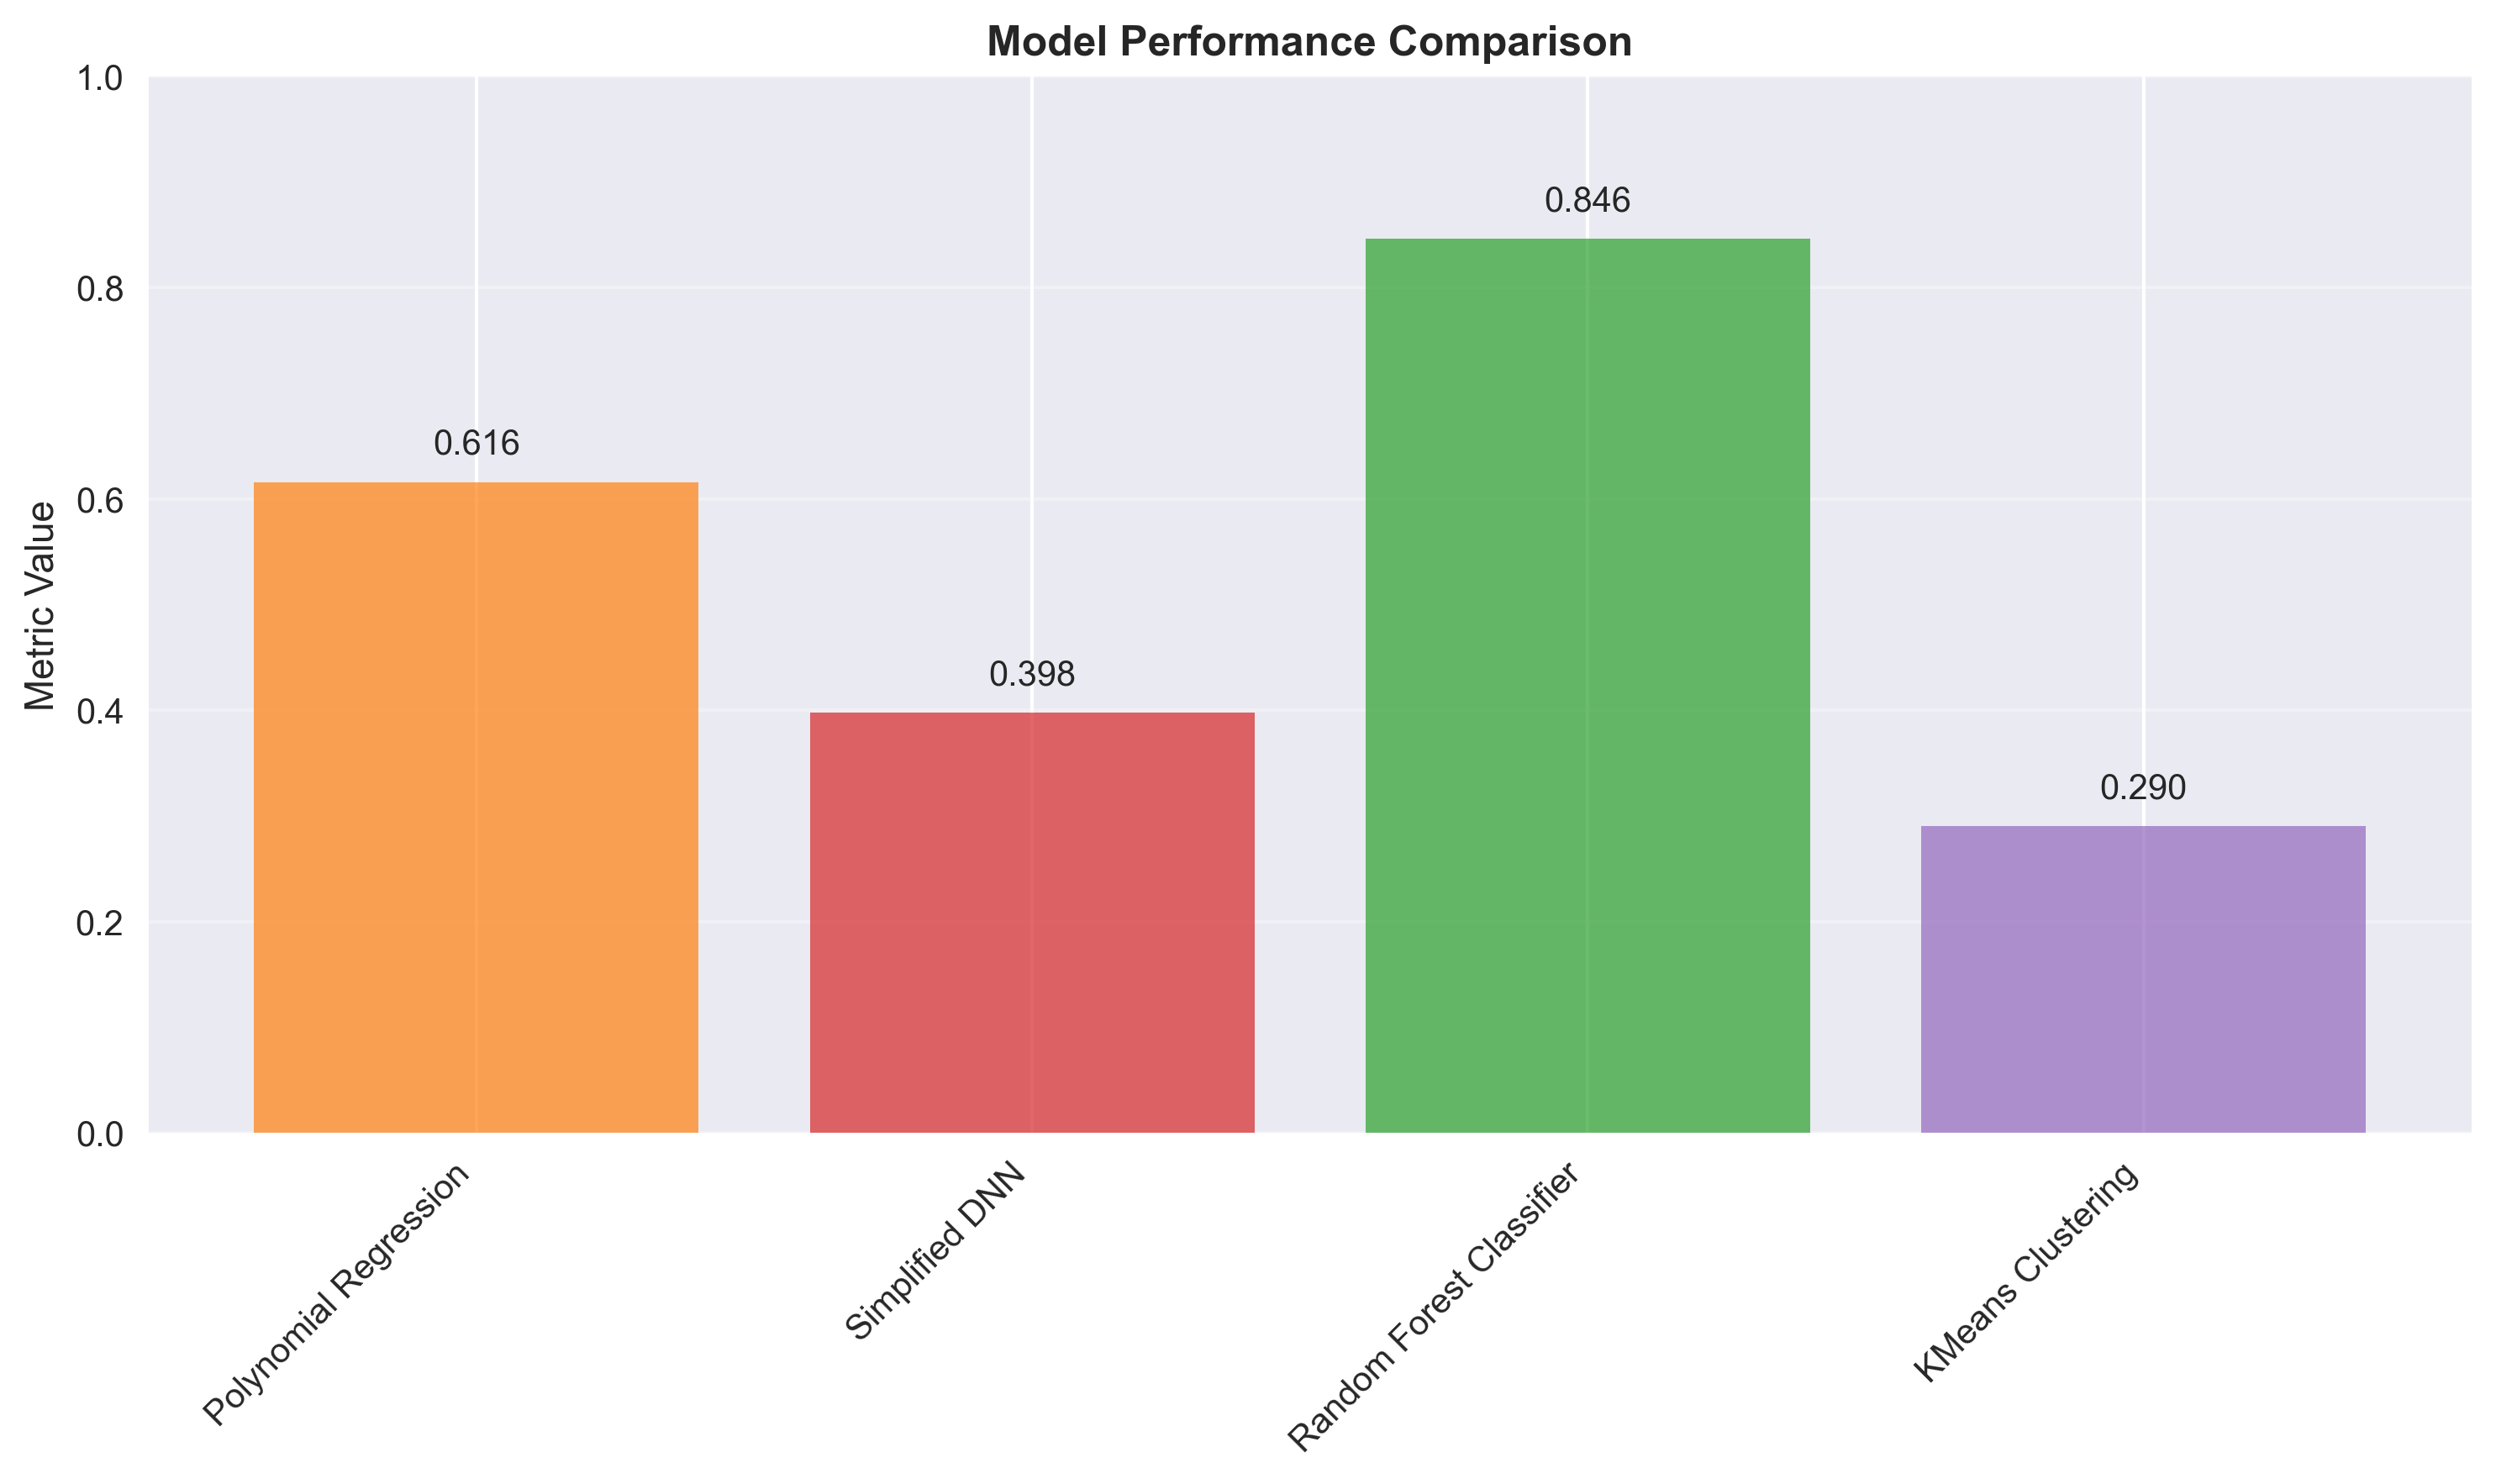 Model Performance Comparison
Metric Value
1.0
0.8
0.6
0.4
0.2
0.0
0.616
0.398
0.846
0.290
Polynomial Regression
Simplified DNN
Random Forest Classifier
KMeans Clustering